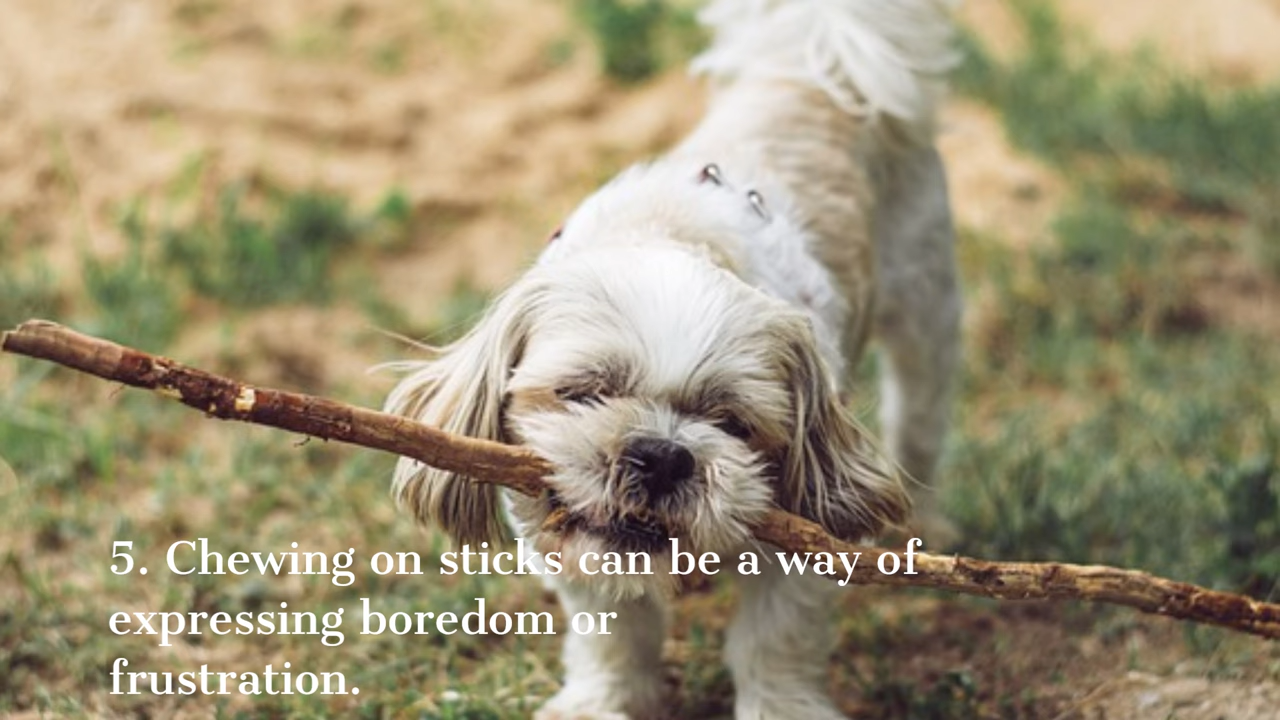 5. Chewing on sticks can be a way of
expressing boredom or
frustration.